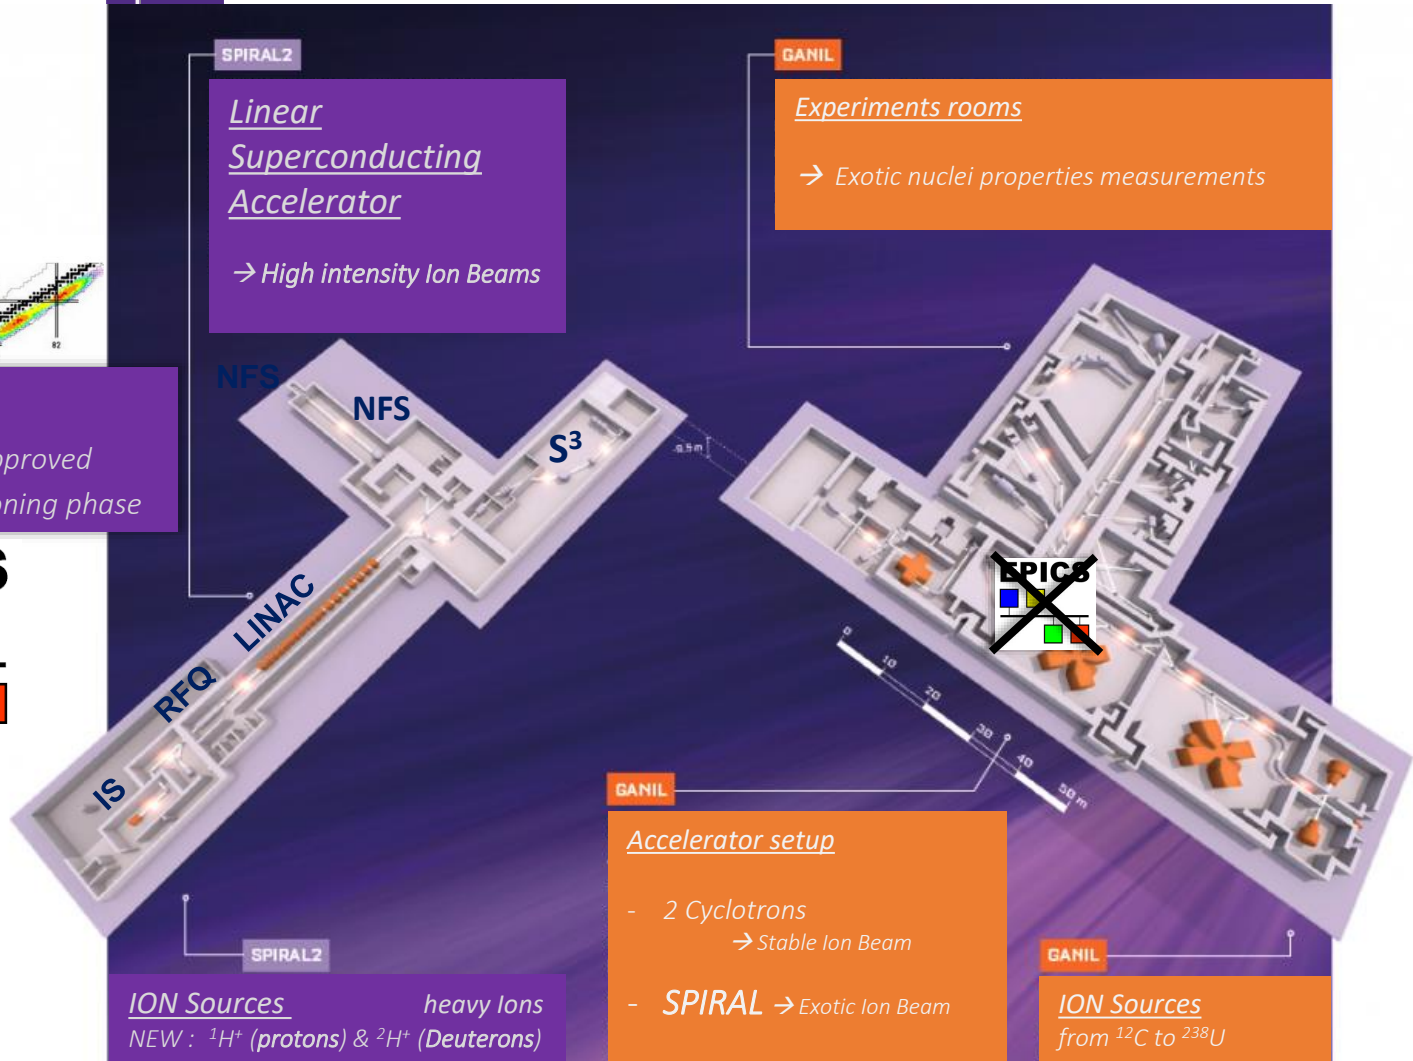 SPIRAL2
Linear
Superconducting
Accelerator
→ High intensity Ion Beams
GANIL
Experiments rooms
→ Exotic nuclei properties measurements
82
NFS
NFS
S³
oning phase
EPICS
LINAC
RFQ
IS
0
10
20
30
40
50 m
GANIL
Accelerator setup
- 2 Cyclotrons
→ Stable Ion Beam
- SPIRAL → Exotic Ion Beam
SPIRAL2
ION Sources heavy Ions
NEW : ¹H⁺ (protons) & ²H⁺ (Deuterons)
GANIL
ION Sources
from ¹²C to ²³⁸U